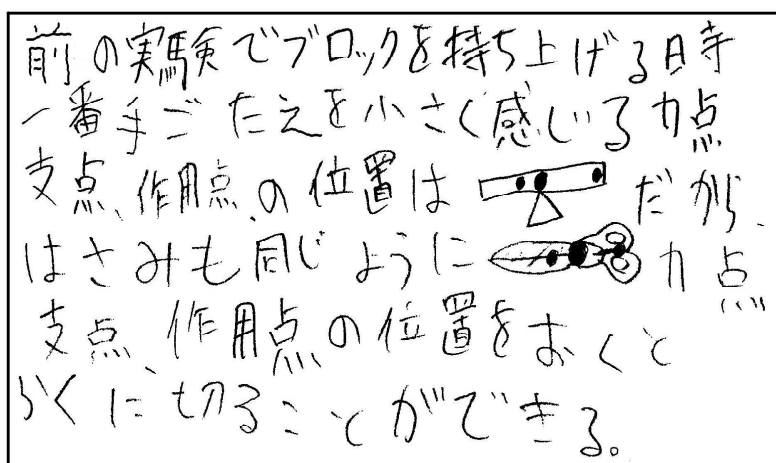 前の実験でブロックを持ち上げる時
一番手ごたえを小さく感じる力点
支点、作用点、の位置は だから、
はさみも同じように 力点
支点、作用点の位置をおくと
らくに切ることができる。